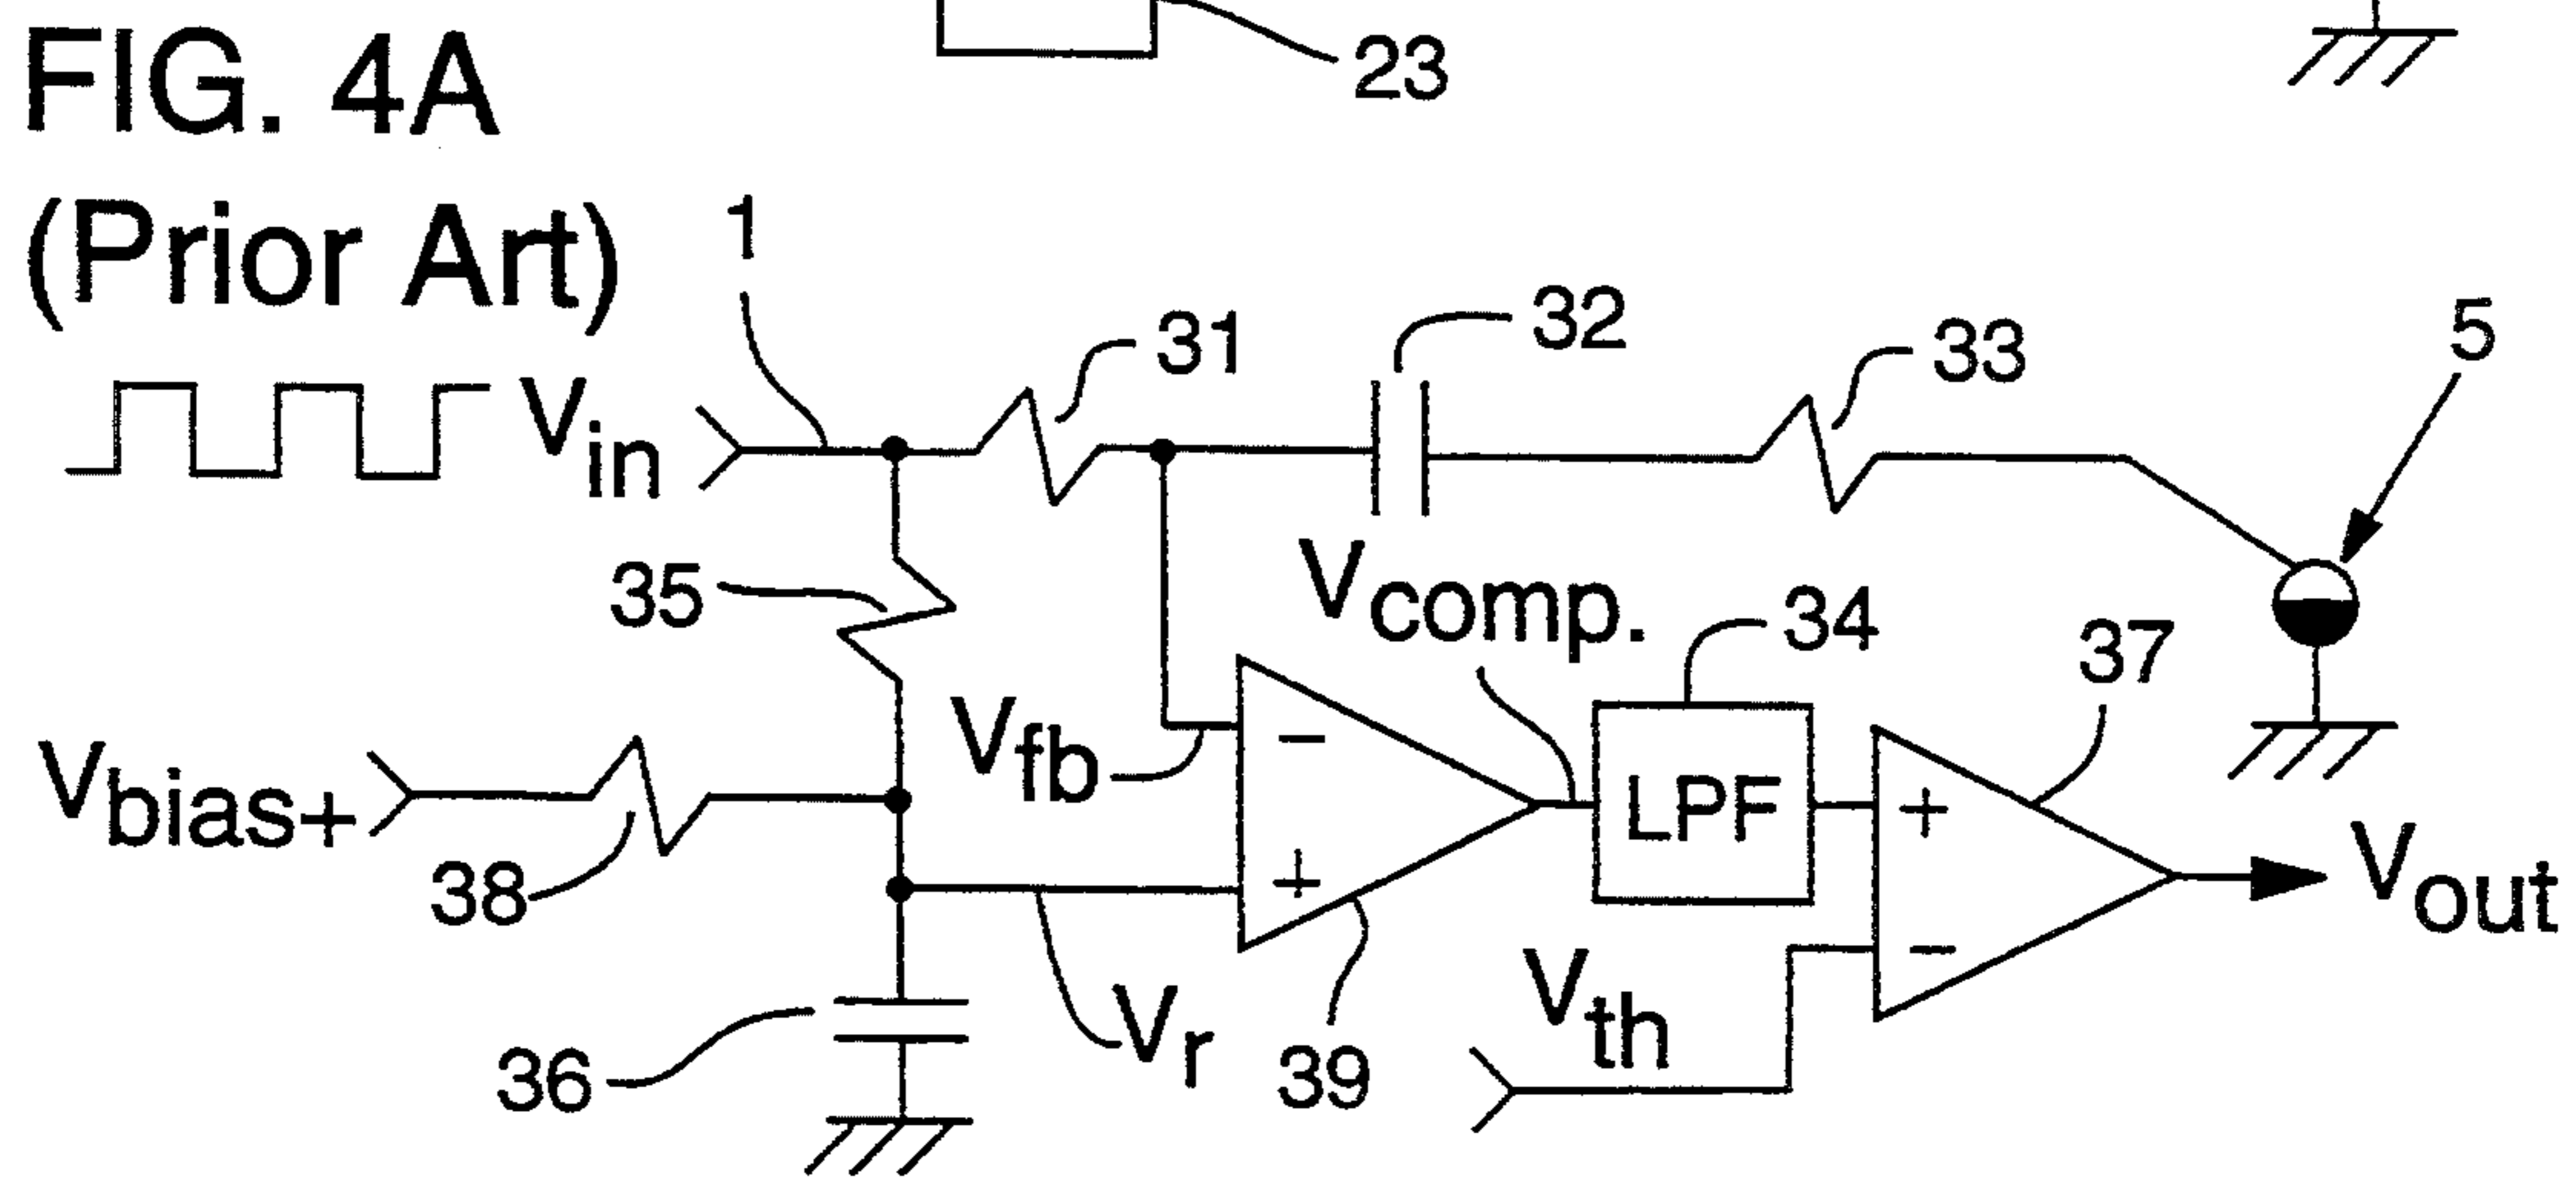 FIG. 4A
23
(Prior Art)
1
31
32
33
5
Vin
35
Vcomp.
34
37
Vfb
Vbias+
38
−
+
LPF
+
−
Vout
Vr
Vth
36
39